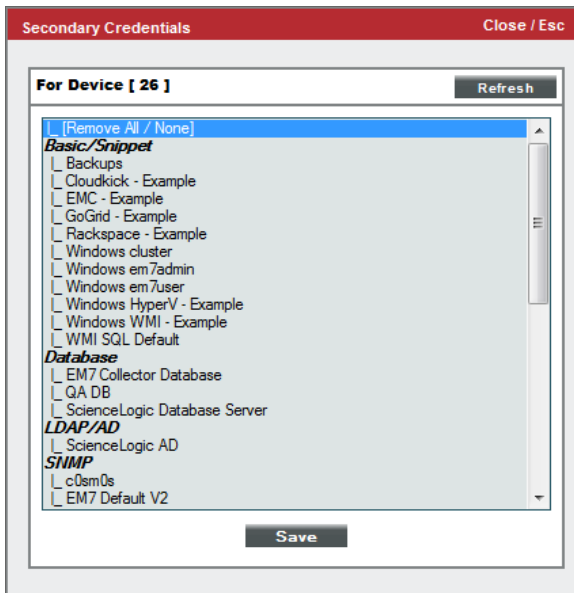 Secondary Credentials Close / Esc
For Device [ 26 ] Refresh
|_ [Remove All / None]
Basic/Snippet
|_ Backups
|_ Cloudkick - Example
|_ EMC - Example
|_ GoGrid - Example
|_ Rackspace - Example
|_ Windows cluster
|_ Windows em7admin
|_ Windows em7user
|_ Windows HyperV - Example
|_ Windows WMI - Example
|_ WMI SQL Default
Database
|_ EM7 Collector Database
|_ QA DB
|_ ScienceLogic Database Server
LDAP/AD
|_ ScienceLogic AD
SNMP
|_ c0sm0s
|_ EM7 Default V2
Save